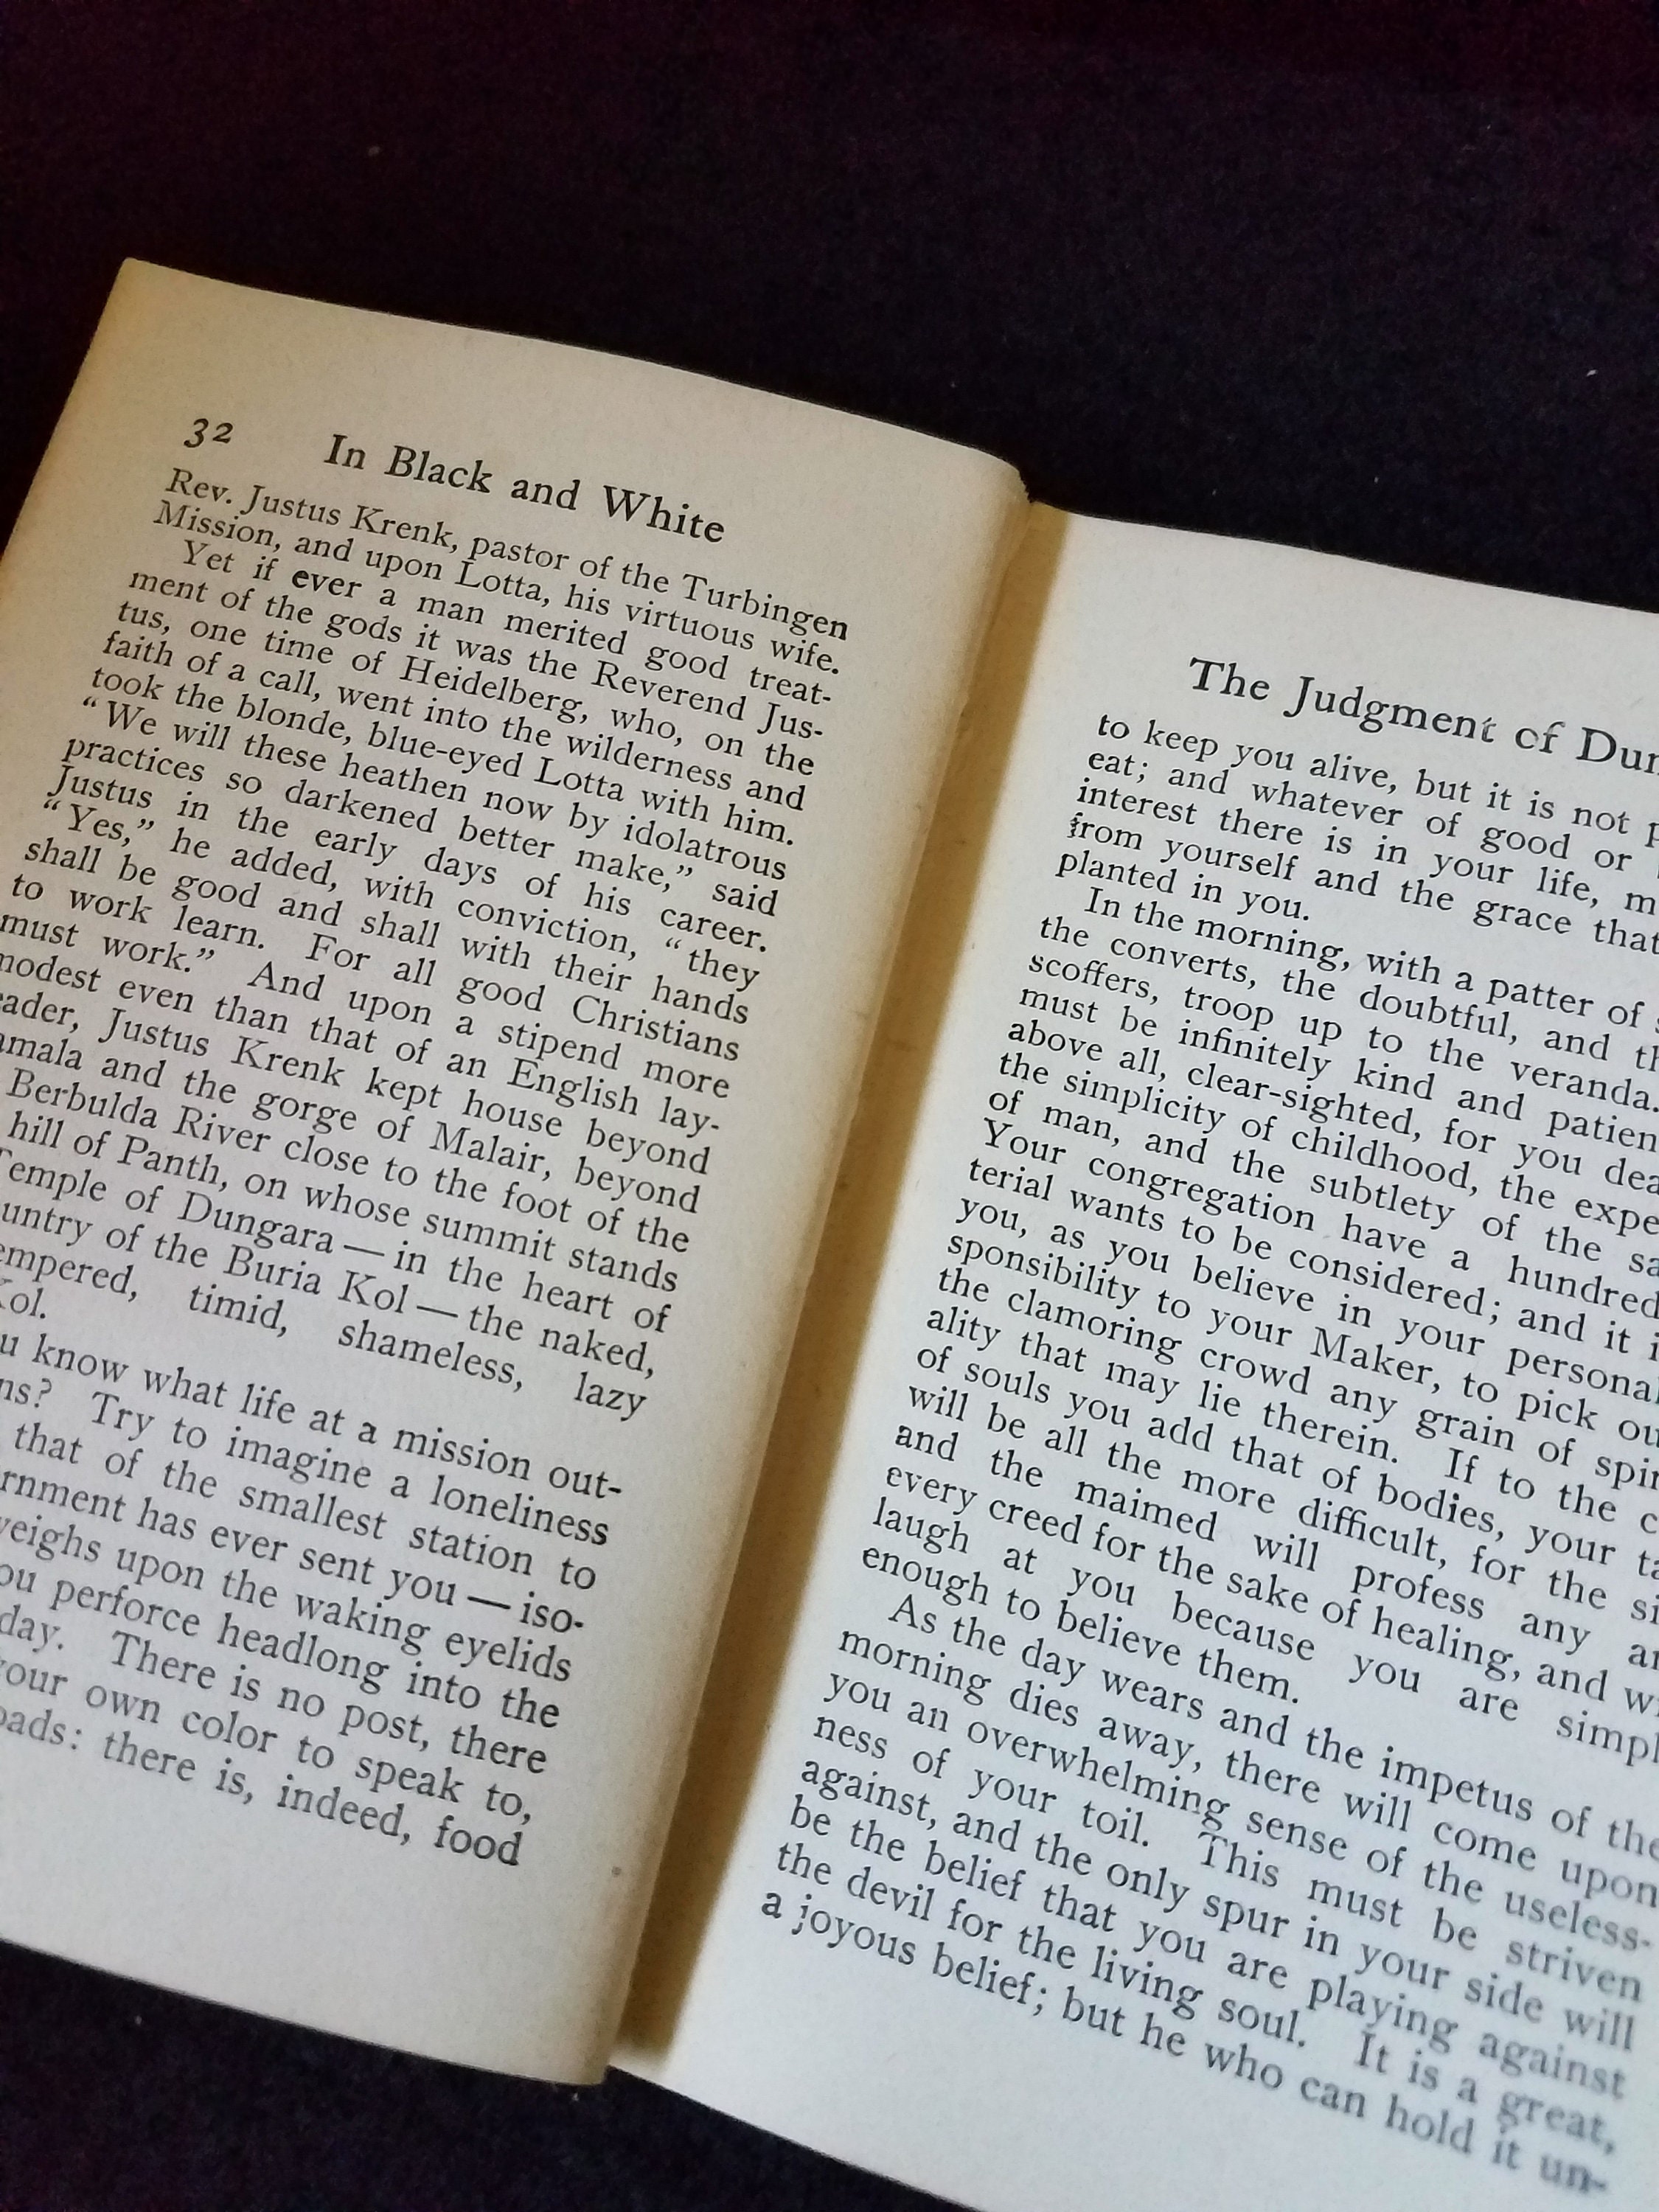 32 In Black and White
Rev. Justus Krenk, pastor of the Turbingen
Mission, and upon Lotta, his virtuous wife.
Yet if ever a man merited good treat-
ment of the gods it was the Reverend Jus-
tus, one time of Heidelberg, who, on the
faith of a call, went into the wilderness and
took the blonde, blue-eyed Lotta with him.
“We will these heathen now by idolatrous
practices so darkened better make,” said
Justus in the early days of his career.
“Yes,” he added, with conviction, “they
shall be good and shall with their hands
to work learn. For all good Christians
must work.” And upon a stipend more
modest even than that of an English lay-
Justus Krenk kept house beyond
and the gorge of Malair, beyond
Berbulda River close to the foot of the
hill of Panth, on whose summit stands
Temple of Dungara — in the heart of
of the Buria Kol — the naked,
timid, shameless, lazy
Kol.
know what life at a mission out-
Try to imagine a loneliness
that of the smallest station to
has ever sent you — iso-
weighs upon the waking eyelids
perforce headlong into the
day. There is no post, there
your own color to speak to,
there is, indeed, food
The Judgment of
to keep you alive, but it is not
eat; and whatever of good or
interest there is in your life,
from yourself and the grace that
planted in you.
In the morning, with a patter of
the converts, the doubtful, and
scoffers, troop up to the veranda.
must be infinitely kind and
above all, clear-sighted, for you
the simplicity of childhood, the
of man, and the subtlety of the
Your congregation have a hundred
terial wants to be considered; and it
you, as you believe in your personal
sponsibility to your Maker, to pick
the clamoring crowd any grain of
ality that may lie therein. If to the
of souls you add that of bodies, your
will be all the more difficult, for the
and the maimed will profess any
every creed for the sake of healing, and
laugh at you because you are
enough to believe them.
As the day wears and the impetus of the
morning dies away, there will come upon
you an overwhelming sense of the useless-
ness of your toil. This must be striven
against, and the only spur in your side will
be the belief that you are playing against
the devil for the living soul. It is a great,
a joyous belief; but he who can hold it un-